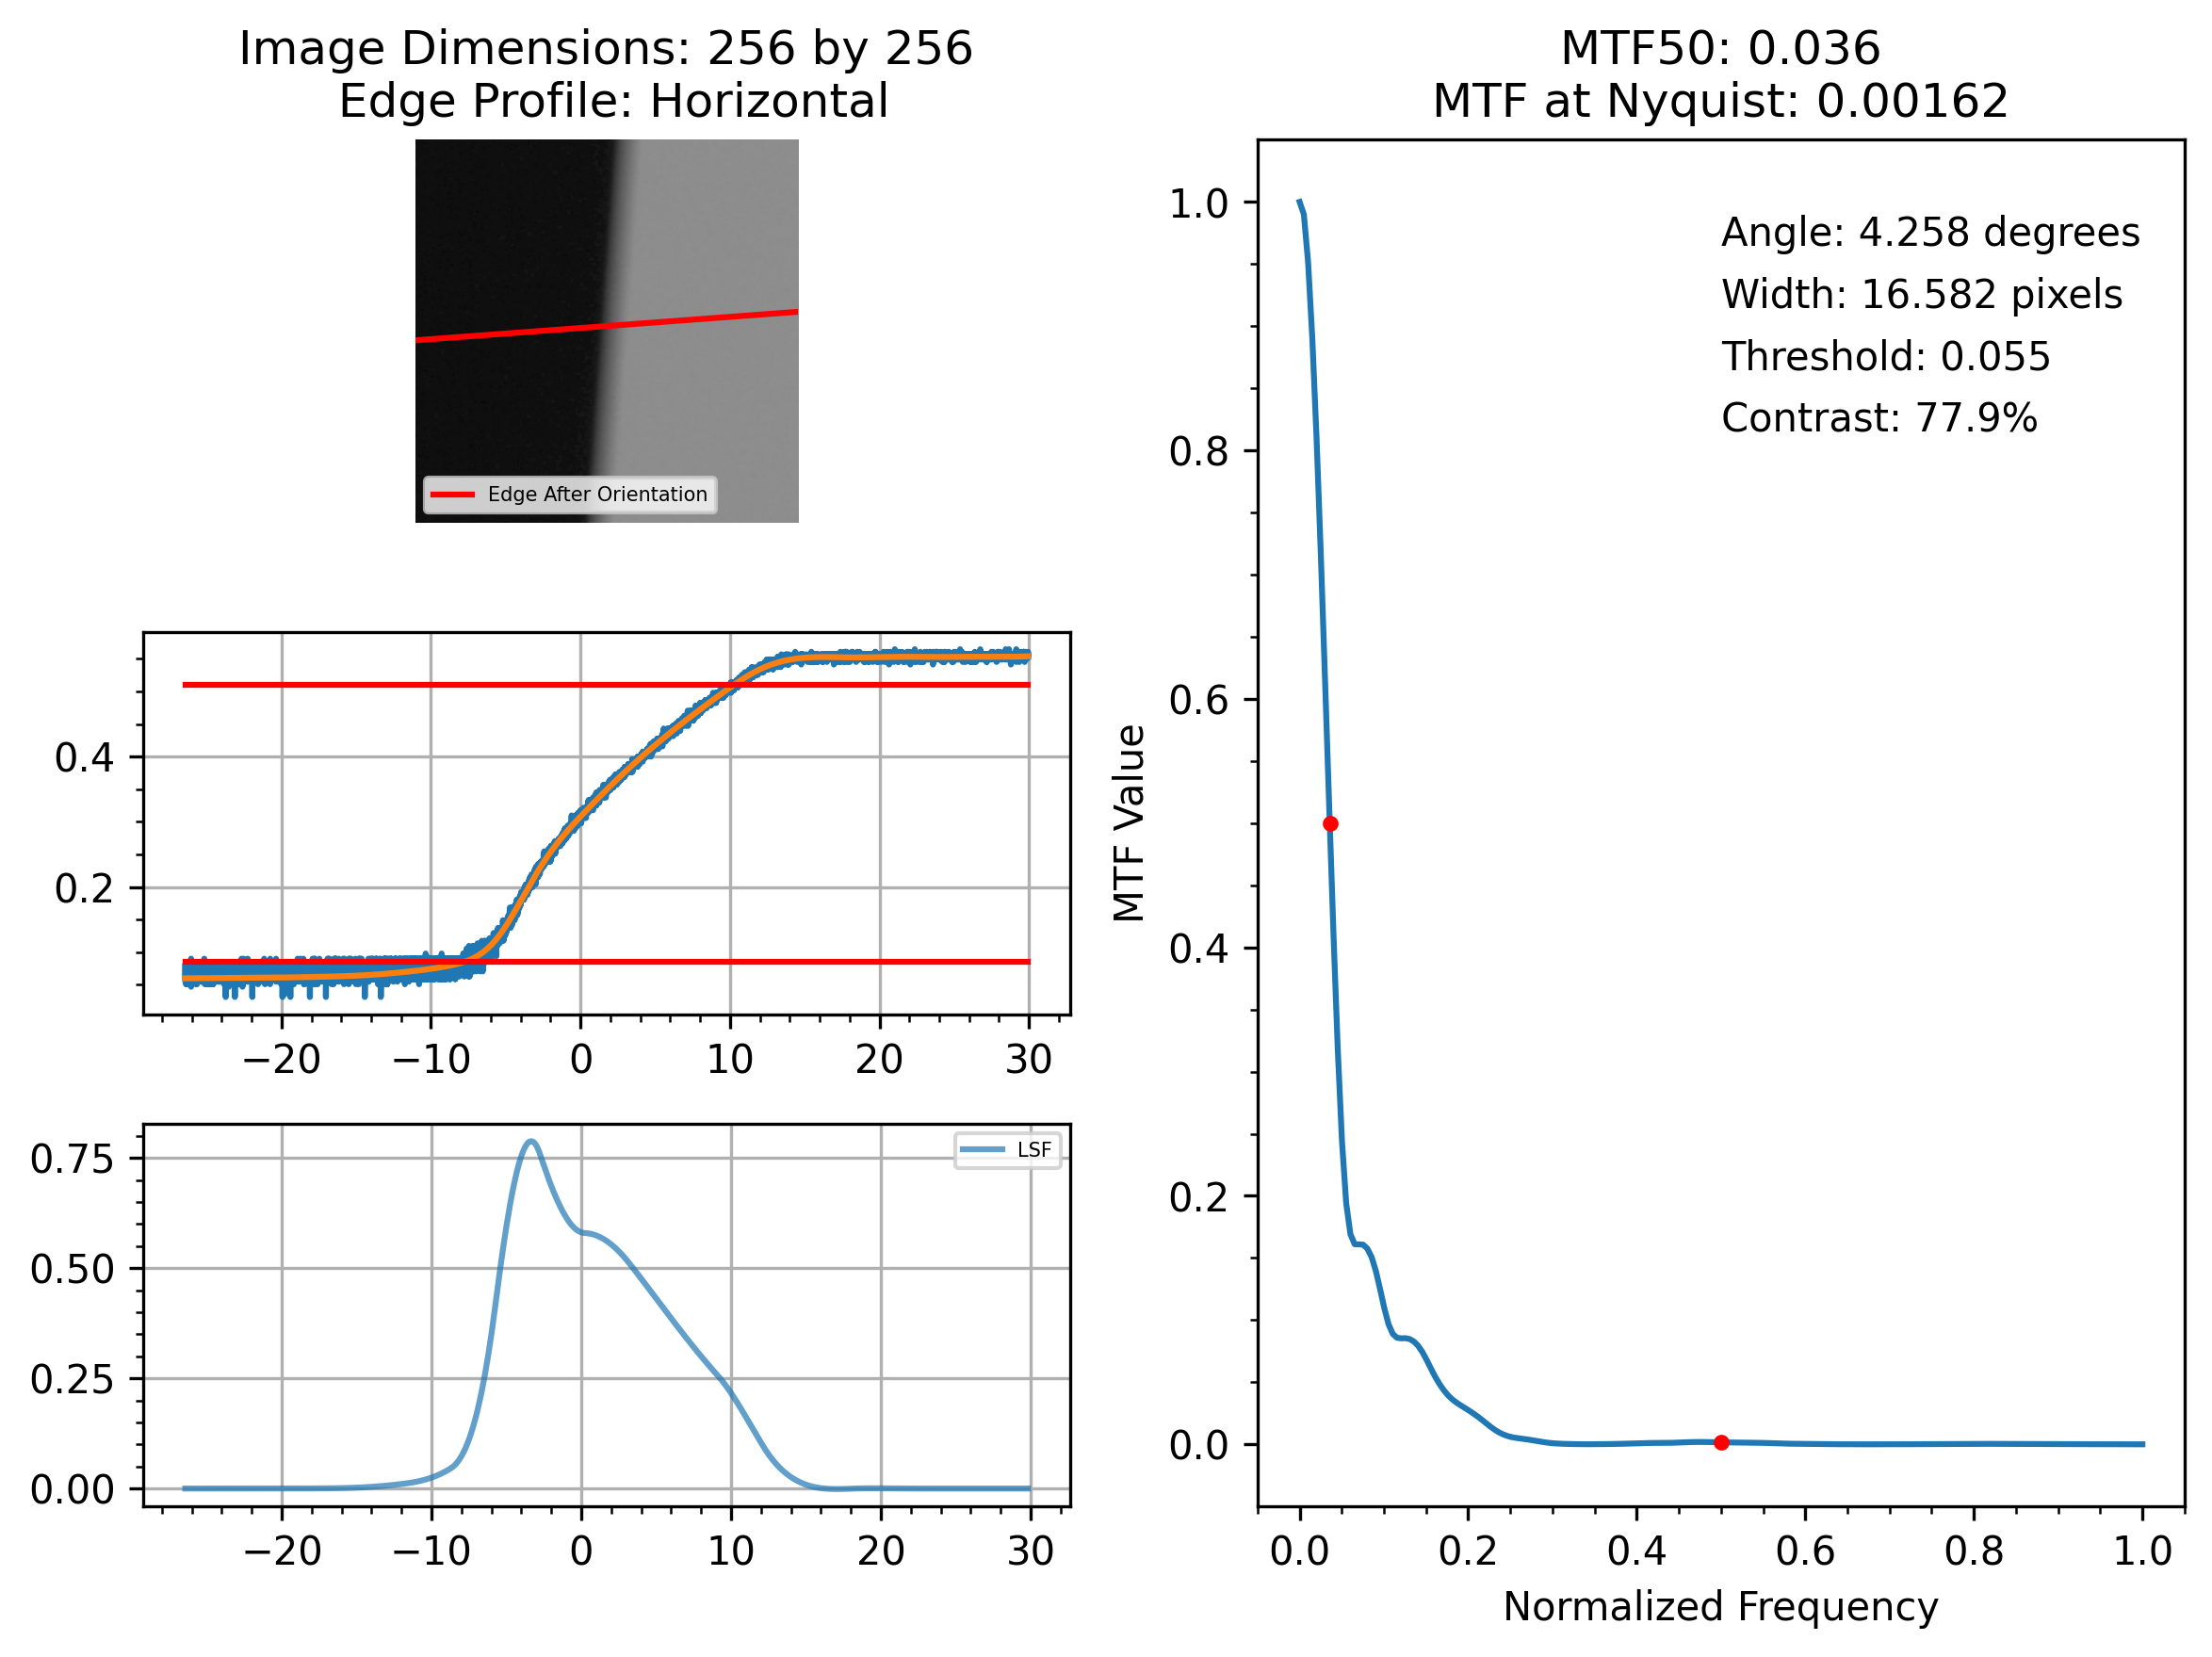 Image Dimensions: 256 by 256
Edge Profile: Horizontal
Edge After Orientation
0.4
0.2
−20 −10 0 10 20 30
LSF
0.75
0.50
0.25
0.00
−20 −10 0 10 20 30
MTF50: 0.036
MTF at Nyquist: 0.00162
Angle: 4.258 degrees
Width: 16.582 pixels
Threshold: 0.055
Contrast: 77.9%
MTF Value
1.0
0.8
0.6
0.4
0.2
0.0
0.0 0.2 0.4 0.6 0.8 1.0
Normalized Frequency